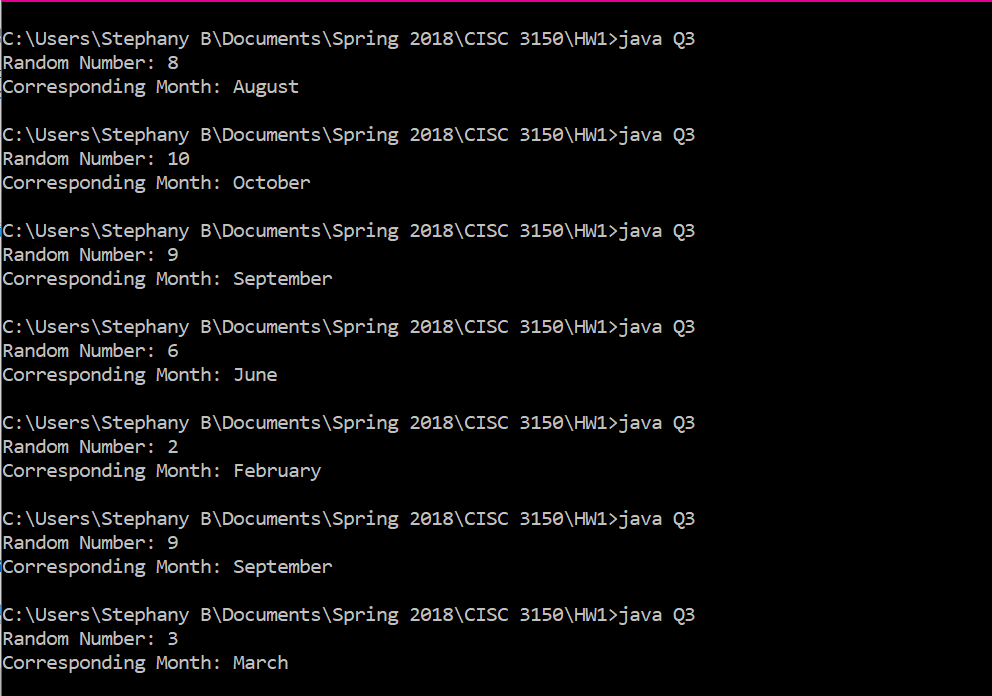 C:\Users\Stephany B\Documents\Spring 2018\CISC 3150\HW1>java Q3
Random Number: 8
Corresponding Month: August
C:\Users\Stephany B\Documents\Spring 2018\CISC 3150\HW1>java Q3
Random Number: 10
Corresponding Month: October
C:\Users\Stephany B\Documents\Spring 2018\CISC 3150\HW1>java Q3
Random Number: 9
Corresponding Month: September
C:\Users\Stephany B\Documents\Spring 2018\CISC 3150\HW1>java Q3
Random Number: 6
Corresponding Month: June
C:\Users\Stephany B\Documents\Spring 2018\CISC 3150\HW1>java Q3
Random Number: 2
Corresponding Month: February
C:\Users\Stephany B\Documents\Spring 2018\CISC 3150\HW1>java Q3
Random Number: 9
Corresponding Month: September
C:\Users\Stephany B\Documents\Spring 2018\CISC 3150\HW1>java Q3
Random Number: 3
Corresponding Month: March